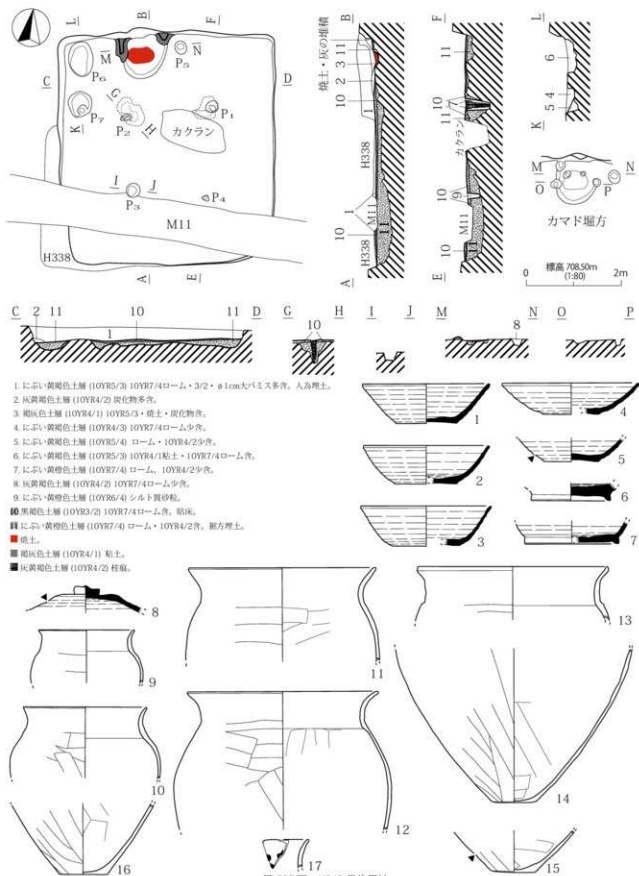 L
B
F
M
N
P5
P6
C
D
G
P7
K
P2
H
P1
カクラン
I
J
P3
P4
M11
H338
A
E
B
焼土・灰の堆積
11
3
2
10
1
H338
1
M11
11
10
H338
A
F
11
10
7
11
カクラン
10
9
M11
10
11
E
L
6
4
5
K
M
N
O
P
カマド堀方
標高 708.50m
(1:80)
0 2m
C 2 11 1 10 11 D
G 10 H
I J
M 8 N
O P
1. にぶい黄褐色土層 (10YR5/3) 10YR7/4ローム・3/2・φ1cm大パミス多含。人為埋土。
2. 灰黄褐色土層 (10YR4/2) 炭化物多含。
3. 褐灰色土層 (10YR4/1) 10YR5/3・焼土・炭化物含。
4. にぶい黄褐色土層 (10YR4/3) 10YR7/4ローム少含。
5. にぶい黄褐色土層 (10YR5/4) ローム・10YR4/2少含。
6. にぶい黄褐色土層 (10YR5/3) 10YR4/1粘土・10YR7/4ローム含。
7. にぶい黄橙色土層 (10YR7/4) ローム、10YR4/2少含。
8. 灰黄褐色土層 (10YR4/2) 10YR7/4ローム少含。
9. にぶい黄橙色土層 (10YR6/4) シルト質砂粒。
10 黒褐色土層 (10YR3/2) 10YR7/4ローム含。貼床。
11 にぶい黄橙色土層 (10YR7/4) ローム・10YR4/2含。掘方埋土。
焼土。
褐灰色土層 (10YR4/1) 粘土。
灰黄褐色土層 (10YR4/2) 柱痕。
1
2
3
4
5
6
7
8
9
10
11
12
13
14
15
16
17